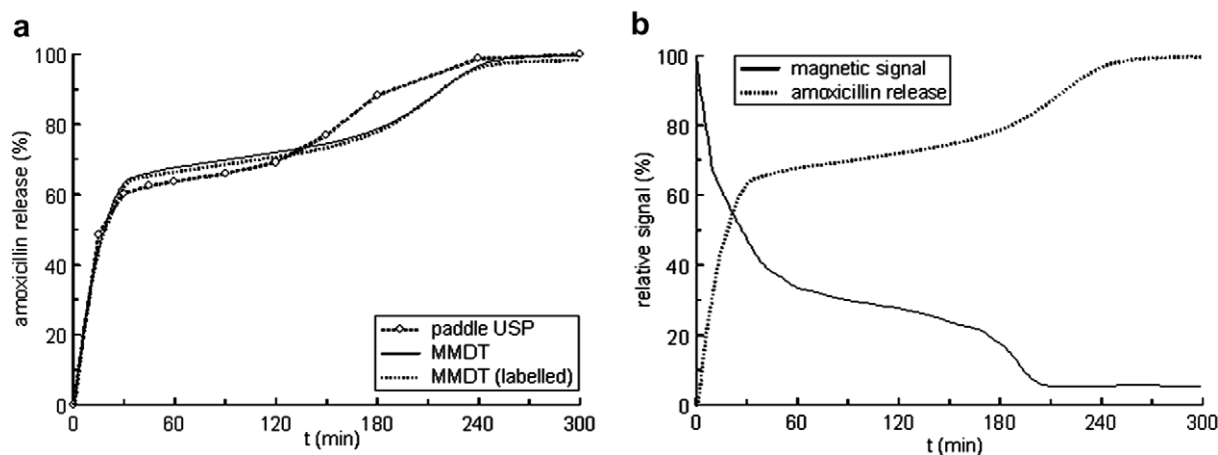 a
100
80
60
40
20
0
amoxicillin release (%)
paddle USP
MMDT
MMDT (labelled)
0 60 120 180 240 300
t (min)
b
100
80
60
40
20
0
relative signal (%)
magnetic signal
amoxicillin release
0 60 120 180 240 300
t (min)